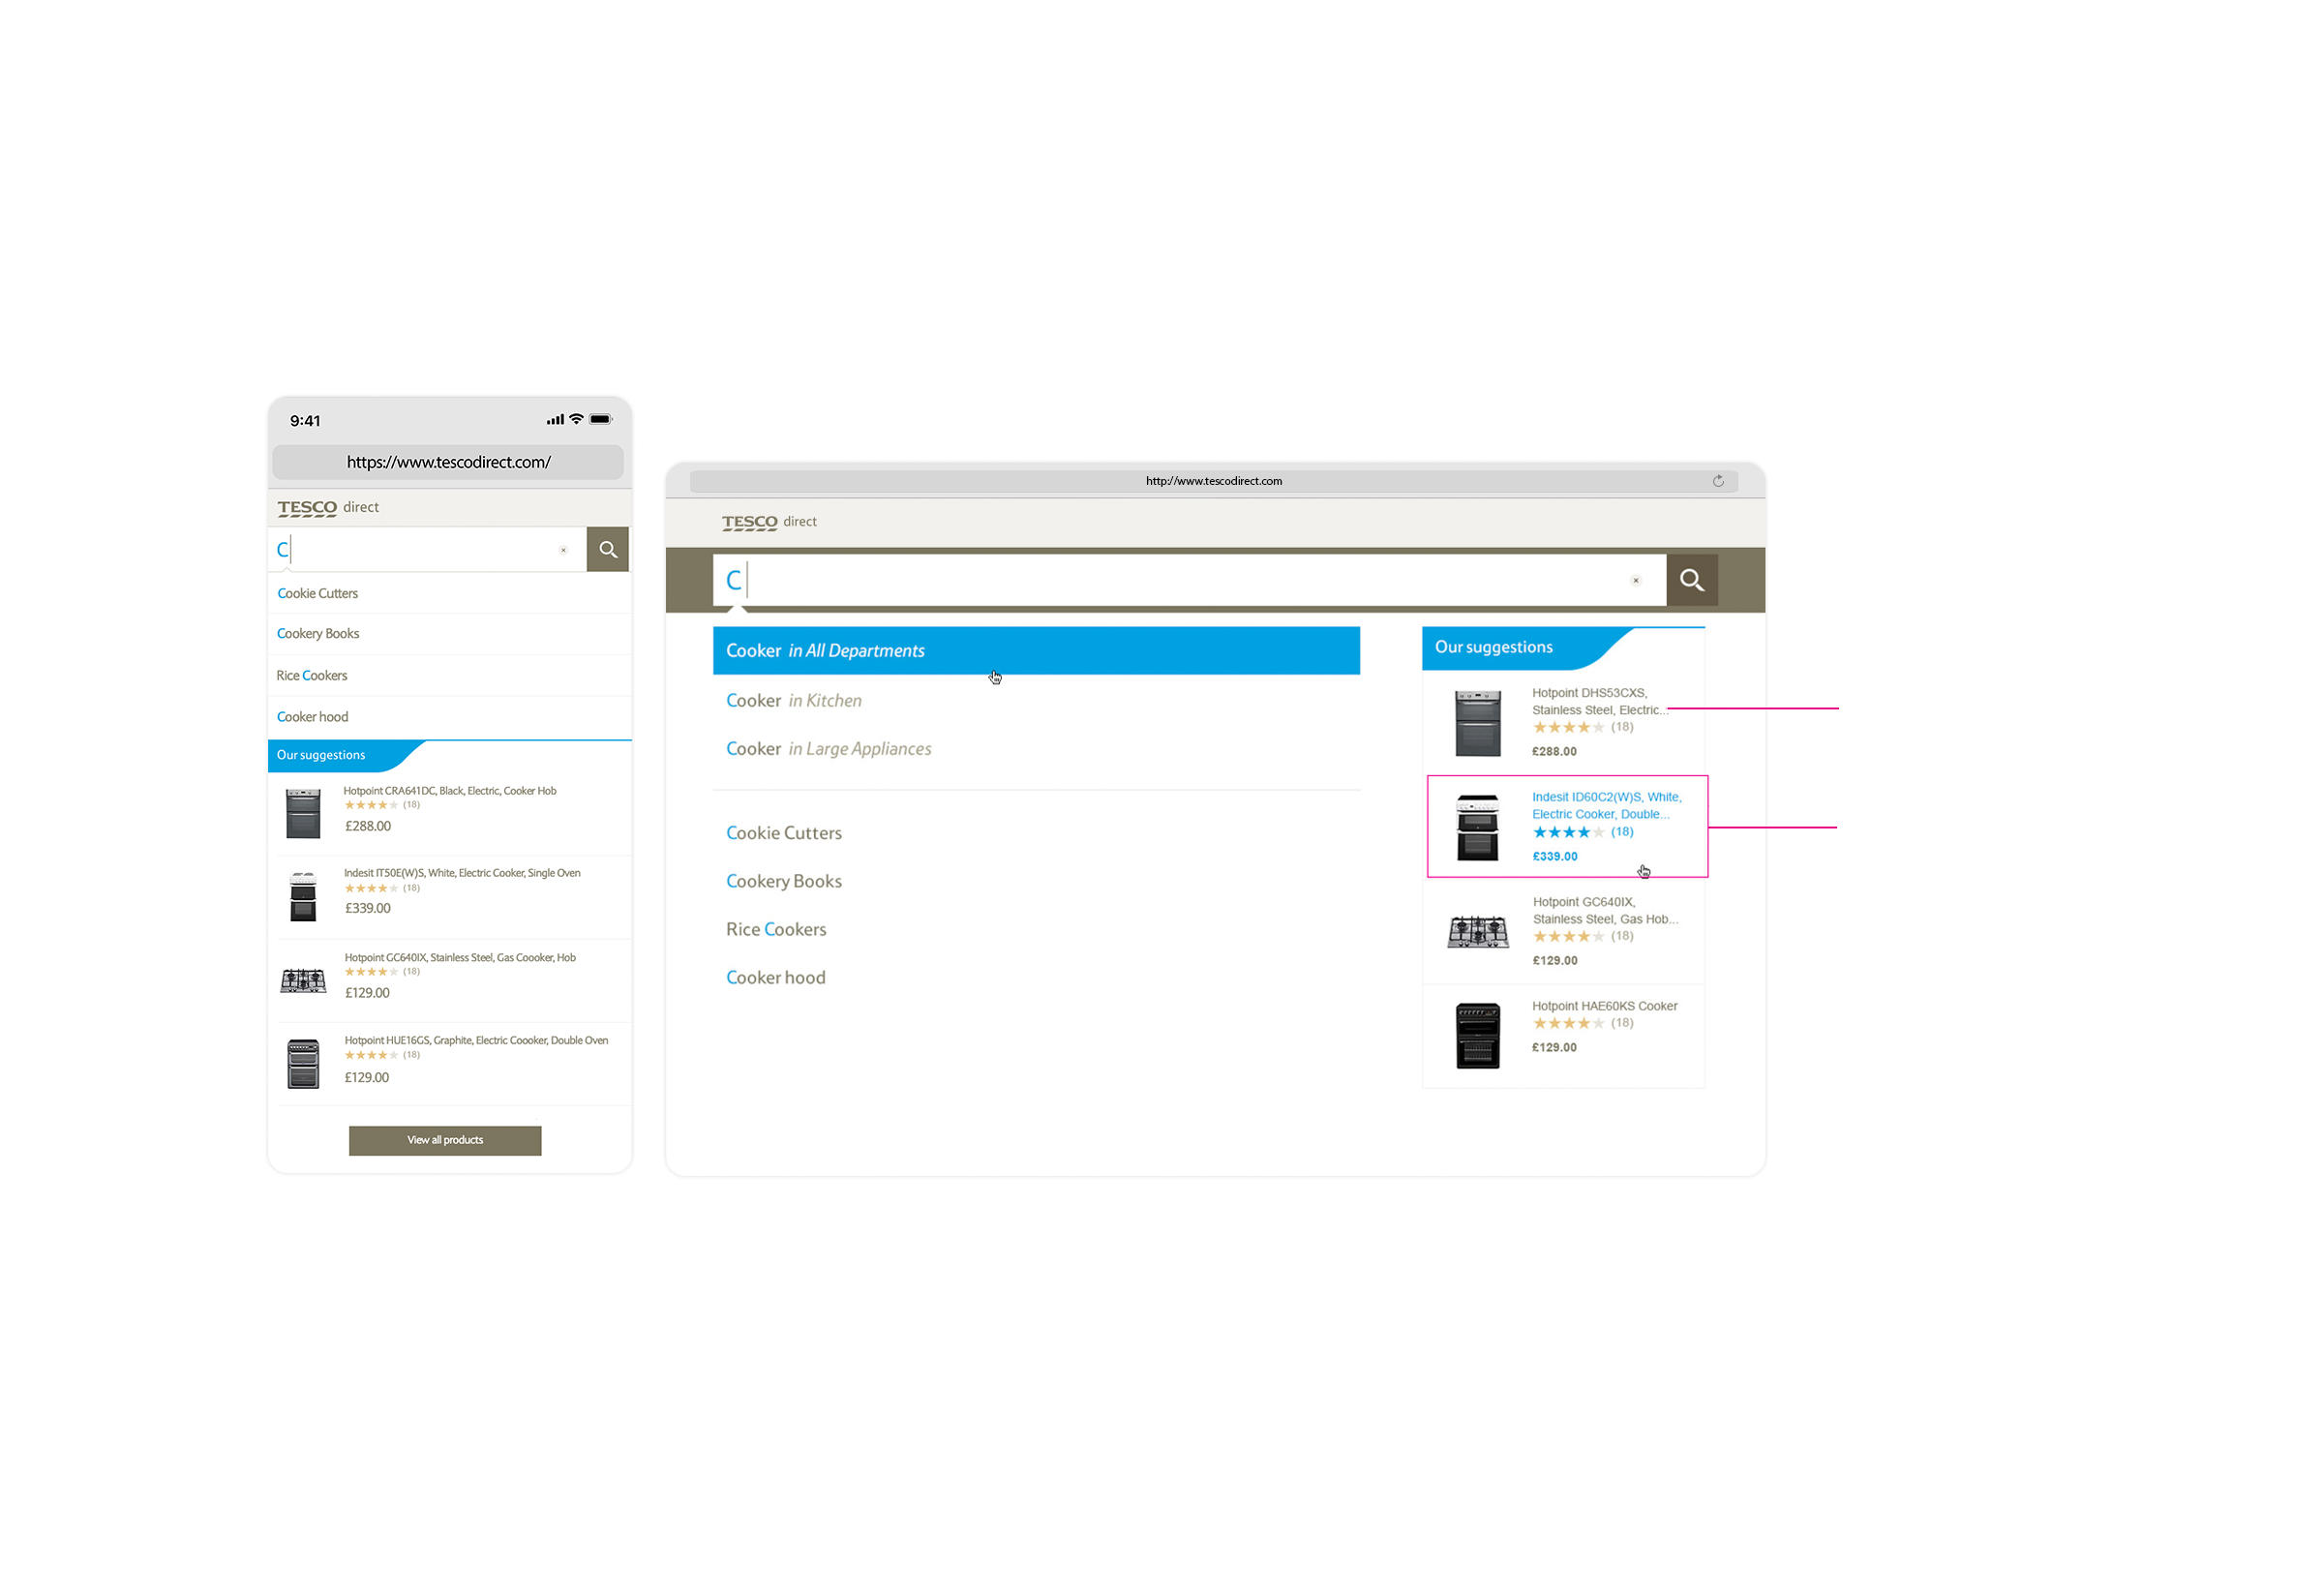 9:41
https://www.tescodirect.com/
TESCO direct
C
Cookie Cutters
Cookery Books
Rice Cookers
Cooker hood
Our suggestions
Hotpoint CRA641DC, Black, Electric, Cooker Hob
(18)
£288.00
Indesit IT50E(W)S, White, Electric Cooker, Single Oven
(18)
£339.00
Hotpoint GC640IX, Stainless Steel, Gas Coooker, Hob
(18)
£129.00
Hotpoint HUE16GS, Graphite, Electric Coooker, Double Oven
(18)
£129.00
View all products
http://www.tescodirect.com
TESCO direct
C
Cooker in All Departments
Cooker in Kitchen
Cooker in Large Appliances
Cookie Cutters
Cookery Books
Rice Cookers
Cooker hood
Our suggestions
Hotpoint DHS53CXS,
Stainless Steel, Electric...
(18)
£288.00
Indesit ID60C2(W)S, White,
Electric Cooker, Double...
(18)
£339.00
Hotpoint GC640IX,
Stainless Steel, Gas Hob...
(18)
£129.00
Hotpoint HAE60KS Cooker
(18)
£129.00